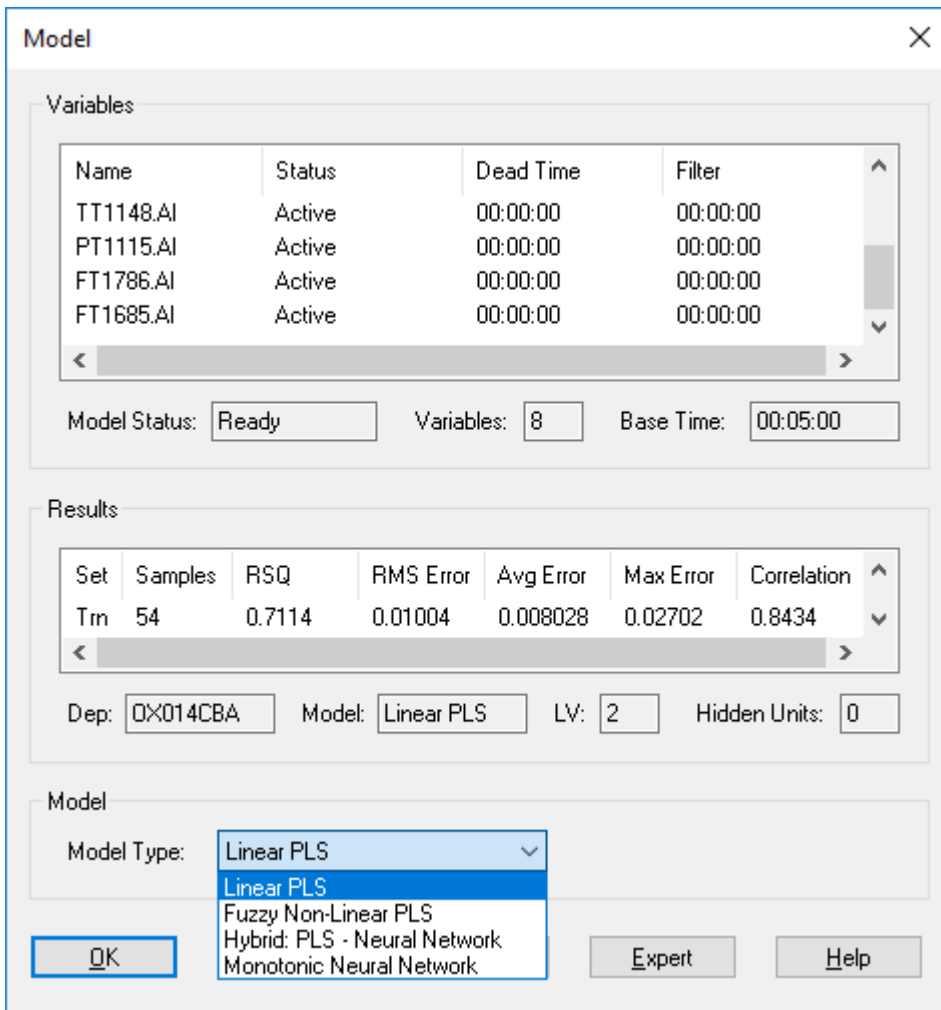 Model
Variables
Name Status Dead Time Filter
TT1148.AI Active 00:00:00 00:00:00
PT1115.AI Active 00:00:00 00:00:00
FT1786.AI Active 00:00:00 00:00:00
FT1685.AI Active 00:00:00 00:00:00
Model Status: Ready Variables: 8 Base Time: 00:05:00
Results
Set Samples RSQ RMS Error Avg Error Max Error Correlation
Trn 54 0.7114 0.01004 0.008028 0.02702 0.8434
Dep: 0X014CBA Model: Linear PLS LV: 2 Hidden Units: 0
Model
Model Type: Linear PLS
Linear PLS
Fuzzy Non-Linear PLS
Hybrid: PLS - Neural Network
Monotonic Neural Network
OK Expert Help